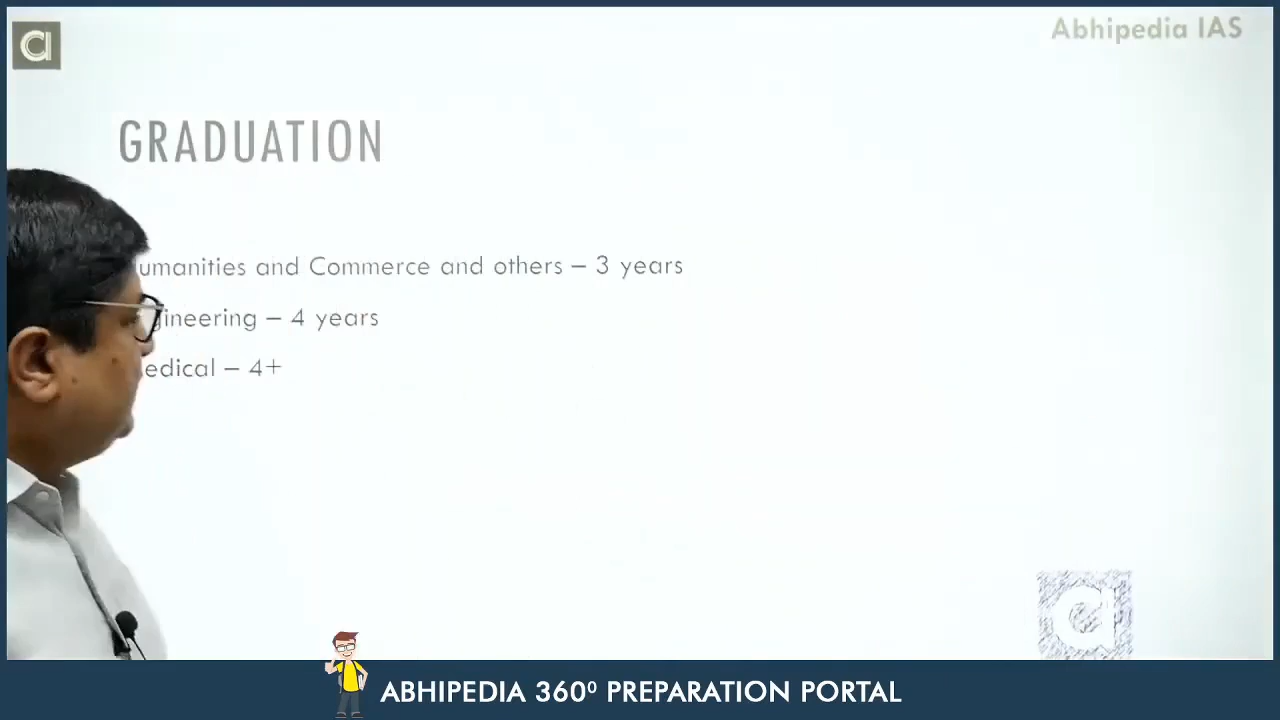 Abhipedia IAS
GRADUATION
umanities and Commerce and others – 3 years
gineering – 4 years
edical – 4+
ABHIPEDIA 360⁰ PREPARATION PORTAL